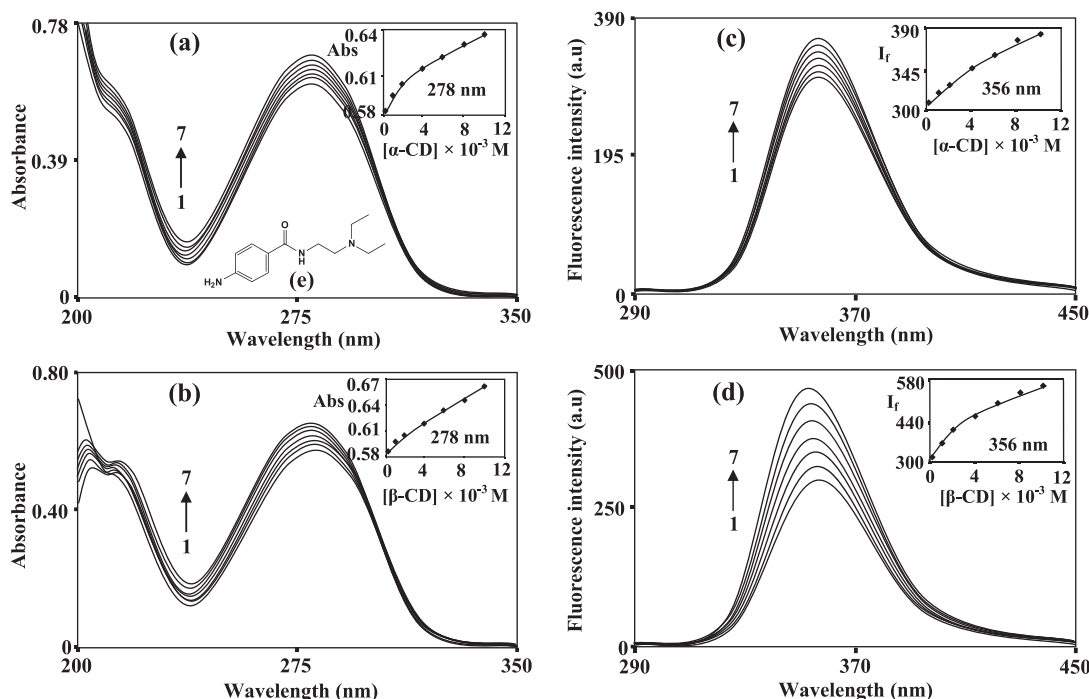 0.78
(a)
Abs
0.64
0.61
0.58
278 nm
0 4 8 12
[α-CD] × 10⁻³ M
Absorbance
0.39
7
1
O
N
H
N
H₂N
(e)
0
200 275 350
Wavelength (nm)
390
(c)
I_f
390
345
300
356 nm
0 4 8 12
[α-CD] × 10⁻³ M
Fluorescence intensity (a.u)
195
7
1
0
290 370 450
Wavelength (nm)
0.80
(b)
Abs
0.67
0.64
0.61
0.58
278 nm
0 4 8 12
[β-CD] × 10⁻³ M
Absorbance
0.40
7
1
0
200 275 350
Wavelength (nm)
500
(d)
I_f
580
440
300
356 nm
0 4 8 12
[β-CD] × 10⁻³ M
Fluorescence intensity (a.u)
250
7
1
0
290 370 450
Wavelength (nm)